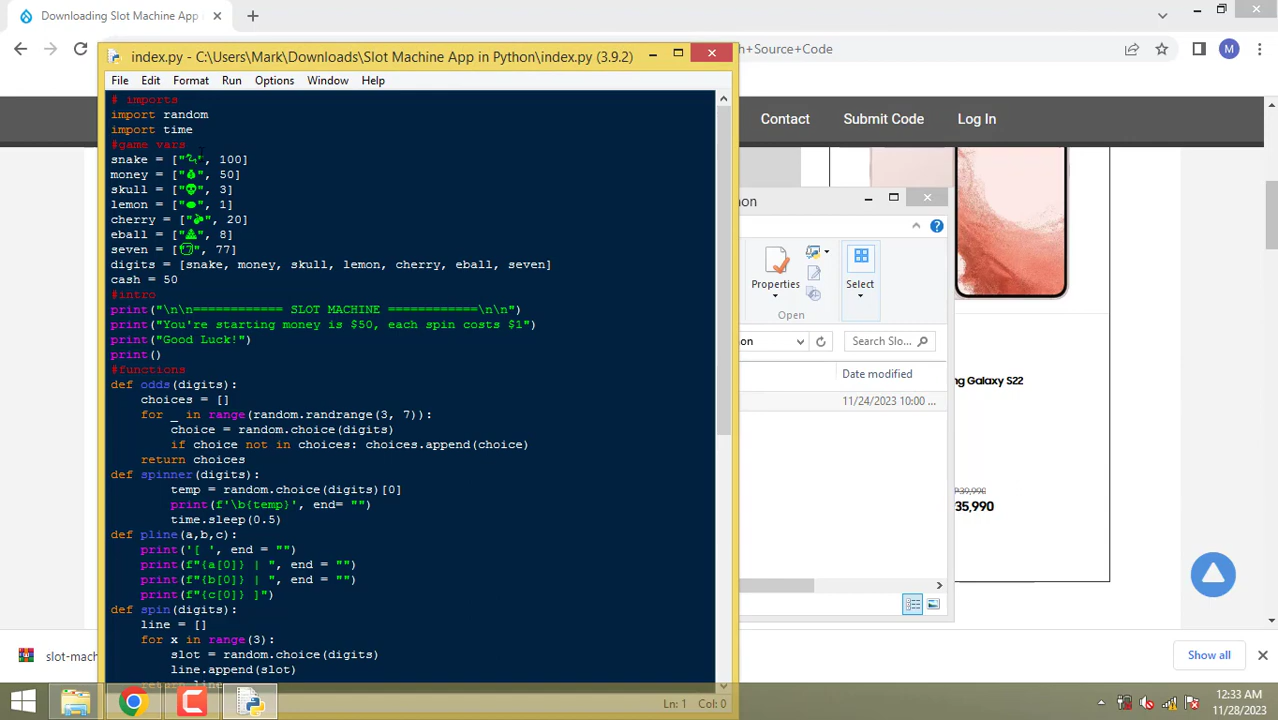 Downloading Slot Machine App
h Source Code
M
index.py - C:\Users\Mark\Downloads\Slot Machine App in Python\index.py (3.9.2)
File Edit Format Run Options Window Help
Contact Submit Code Log In
# imports
import random
import time
#game vars
snake = ["🐍", 100]
money = ["💰", 50]
skull = ["💀", 3]
lemon = ["🍋", 1]
cherry = ["🍒", 20]
eball = ["🎱", 8]
seven = ["7", 77]
digits = [snake, money, skull, lemon, cherry, eball, seven]
cash = 50
#intro
print("\n\n============ SLOT MACHINE ============\n\n")
print("You're starting money is $50, each spin costs $1")
print("Good Luck!")
print()
#functions
def odds(digits):
choices = []
for _ in range(random.randrange(3, 7)):
choice = random.choice(digits)
if choice not in choices: choices.append(choice)
return choices
def spinner(digits):
temp = random.choice(digits)[0]
print(f'\b{temp}', end= "")
time.sleep(0.5)
def pline(a,b,c):
print('[ ', end = "")
print(f"{a[0]} | ", end = "")
print(f"{b[0]} | ", end = "")
print(f"{c[0]} ]")
def spin(digits):
line = []
for x in range(3):
slot = random.choice(digits)
line.append(slot)
return line
Ln: 1 Col: 0
on
Properties
Select
Open
on
Search Slo...
Date modified
11/24/2023 10:00 ...
ng Galaxy S22
₱39,990
35,990
slot-mach
Show all
12:33 AM
11/28/2023